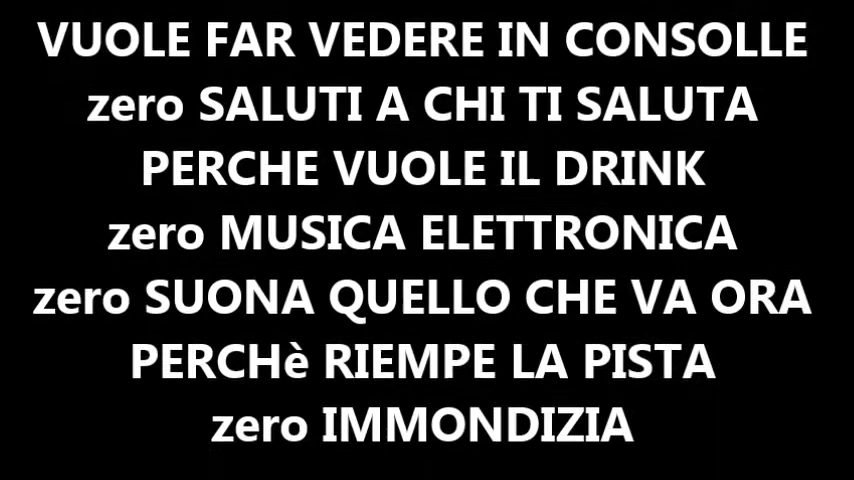 VUOLE FAR VEDERE IN CONSOLLE
zero SALUTI A CHI TI SALUTA
PERCHE VUOLE IL DRINK
zero MUSICA ELETTRONICA
zero SUONA QUELLO CHE VA ORA
PERCHè RIEMPE LA PISTA
zero IMMONDIZIA